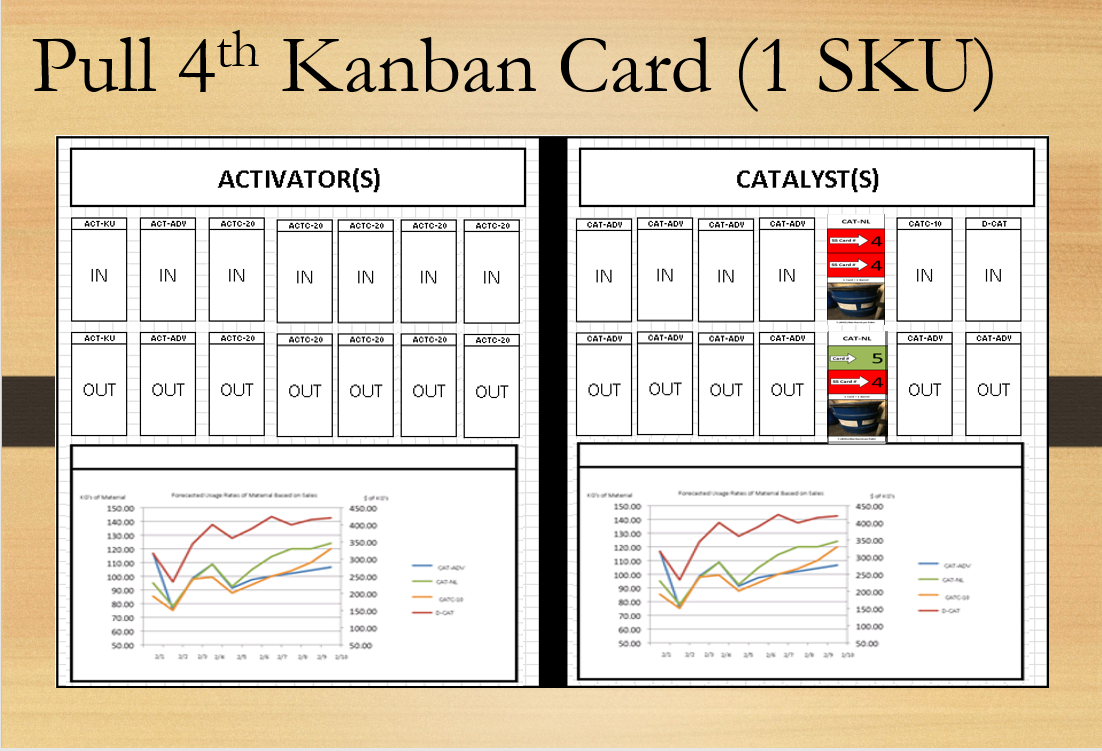 Pull 4th Kanban Card (1 SKU)
ACTIVATOR(S)
ACT-KU ACT-ADV ACTC-20 ACTC-20 ACTC-20 ACTC-20 ACTC-20
IN IN IN IN IN IN IN
ACT-KU ACT-ADV ACTC-20 ACTC-20 ACTC-20 ACTC-20 ACTC-20
OUT OUT OUT OUT OUT OUT OUT
KG's of Material
Forecasted Usage Rates of Material Based on Sales
$ of KG's
150.00 450.00
140.00 400.00
130.00 350.00
120.00 300.00
110.00 250.00
100.00 200.00
90.00 150.00
80.00 100.00
70.00 50.00
60.00
50.00
2/1 2/2 2/3 2/4 2/5 2/6 2/7 2/8 2/9 2/10
CAT-ADV
CAT-NL
CATC-10
D-CAT
CATALYST(S)
CAT-ADV CAT-ADV CAT-ADV CAT-ADV CAT-NL CATC-10 D-CAT
SS Card # 4
SS Card # 4
IN IN IN IN IN IN
CAT-ADV CAT-ADV CAT-ADV CAT-ADV CAT-NL CAT-ADV CAT-ADV
Card # 5
SS Card # 4
OUT OUT OUT OUT OUT OUT
KG's of Material
Forecasted Usage Rates of Material Based on Sales
$ of KG's
150.00 450.00
140.00 400.00
130.00 350.00
120.00 300.00
110.00 250.00
100.00 200.00
90.00 150.00
80.00 100.00
70.00 50.00
60.00
50.00
2/1 2/2 2/3 2/4 2/5 2/6 2/7 2/8 2/9 2/10
CAT-ADV
CAT-NL
CATC-10
D-CAT